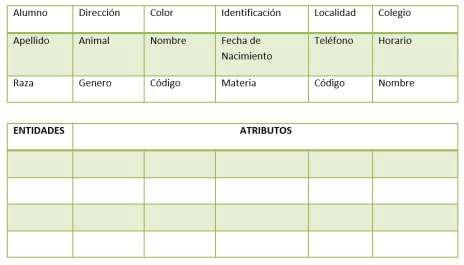 Alumno Dirección Color Identificación Localidad Colegio
Apellido Animal Nombre Fecha de Nacimiento Teléfono Horario
Raza Genero Código Materia Código Nombre
ENTIDADES ATRIBUTOS